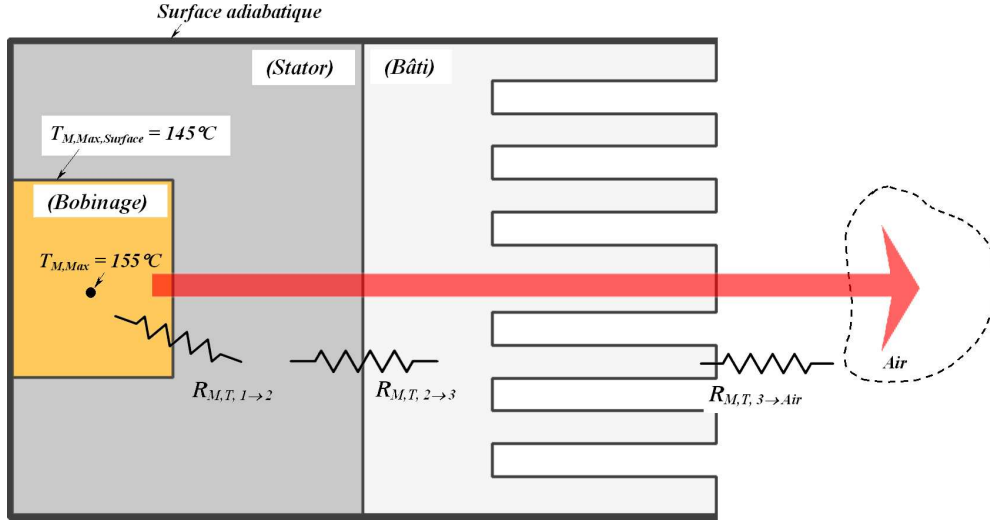 Surface adiabatique
(Stator)
(Bâti)
T_{M,Max,Surface} = 145°C
(Bobinage)
T_{M,Max} = 155°C
R_{M,T, 1→2}
R_{M,T, 2→3}
R_{M,T, 3→Air}
Air